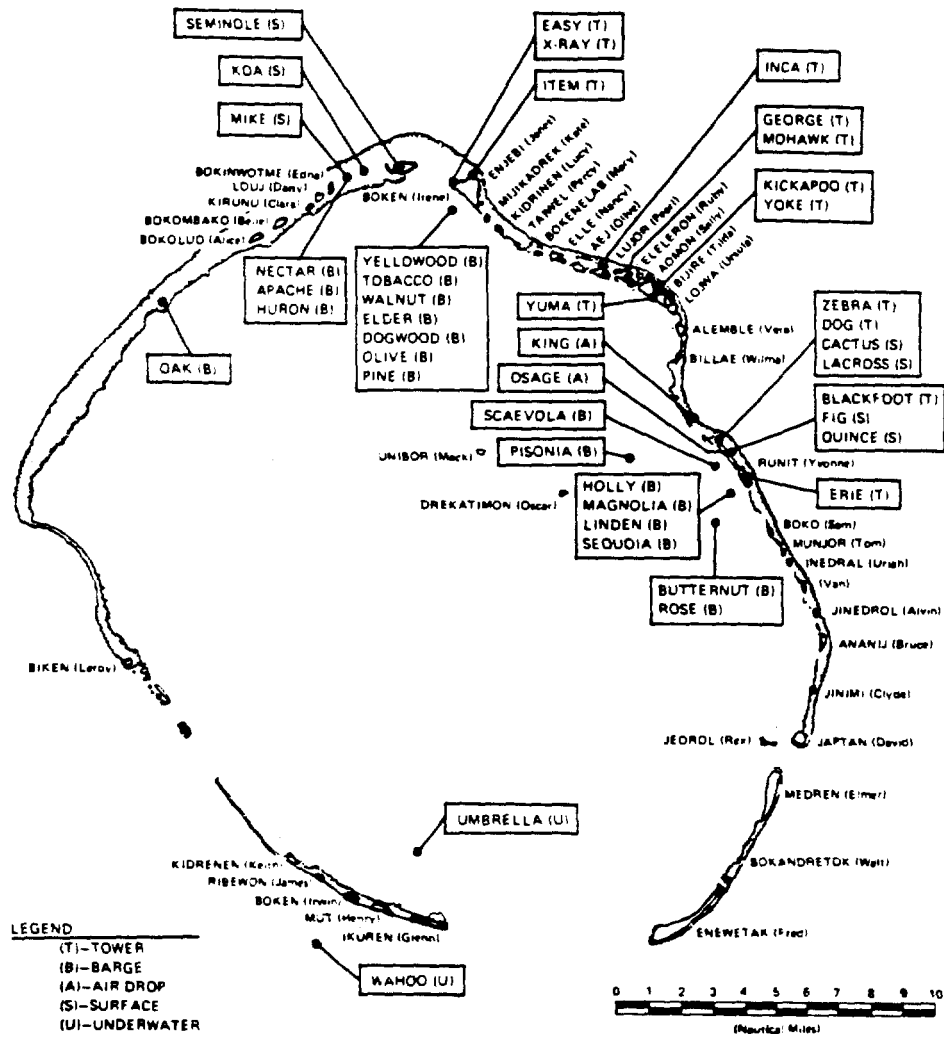 SEMINOLE (S)
EASY (T)
X-RAY (T)
KOA (S)
ITEM (T)
INCA (T)
MIKE (S)
GEORGE (T)
MOHAWK (T)
KICKAPOO (T)
YOKE (T)
BOKINWOTME (Edna)
LOUJ (Daisy)
KIRUNU (Clara)
BOKOMBAKO (Belle)
BOKOLUO (Alice)
BOKEN (Irene)
ENJEBI (Janet)
MIJIKADREK (Kate)
KIDRINEN (Lucy)
TAIWEL (Percy)
BOKENELAB (Mary)
ELLE (Nancy)
AEJ (Olive)
LUJOR (Pearl)
ELELERON (Ruby)
AOMON (Sally)
BIJIRE (Tilda)
LOJWA (Ursula)
ALEMBLE (Vera)
BILLAE (Wilma)
NECTAR (B)
APACHE (B)
HURON (B)
YELLOWOOD (B)
TOBACCO (B)
WALNUT (B)
ELDER (B)
DOGWOOD (B)
OLIVE (B)
PINE (B)
OAK (B)
YUMA (T)
KING (A)
OSAGE (A)
SCAEVOLA (B)
PISONIA (B)
ZEBRA (T)
DOG (T)
CACTUS (S)
LACROSS (S)
BLACKFOOT (T)
FIG (S)
QUINCE (S)
UNIBOR (Mack)
RUNIT (Yvonne)
DREKATIMON (Oscar)
HOLLY (B)
MAGNOLIA (B)
LINDEN (B)
SEQUOIA (B)
ERIE (T)
BOKO (Sam)
MUNJOR (Tom)
INEDRAL (Uriah)
(Van)
BUTTERNUT (B)
ROSE (B)
JINEDROL (Alvin)
ANANIJ (Bruce)
BIKEN (Leroy)
JINIMI (Clyde)
JEDROL (Rex)
JAPTAN (David)
MEDREN (Elmer)
UMBRELLA (U)
KIDRENEN (Keith)
RIBEWON (James)
BOKEN (Irwin)
MUT (Henry)
IKUREN (Glenn)
BOKANDRETOK (Walt)
ENEWETAK (Fred)
WAHOO (U)
LEGEND
(T)–TOWER
(B)–BARGE
(A)–AIR DROP
(S)–SURFACE
(U)–UNDERWATER
0 1 2 3 4 5 6 7 8 9 10
(Nautical Miles)